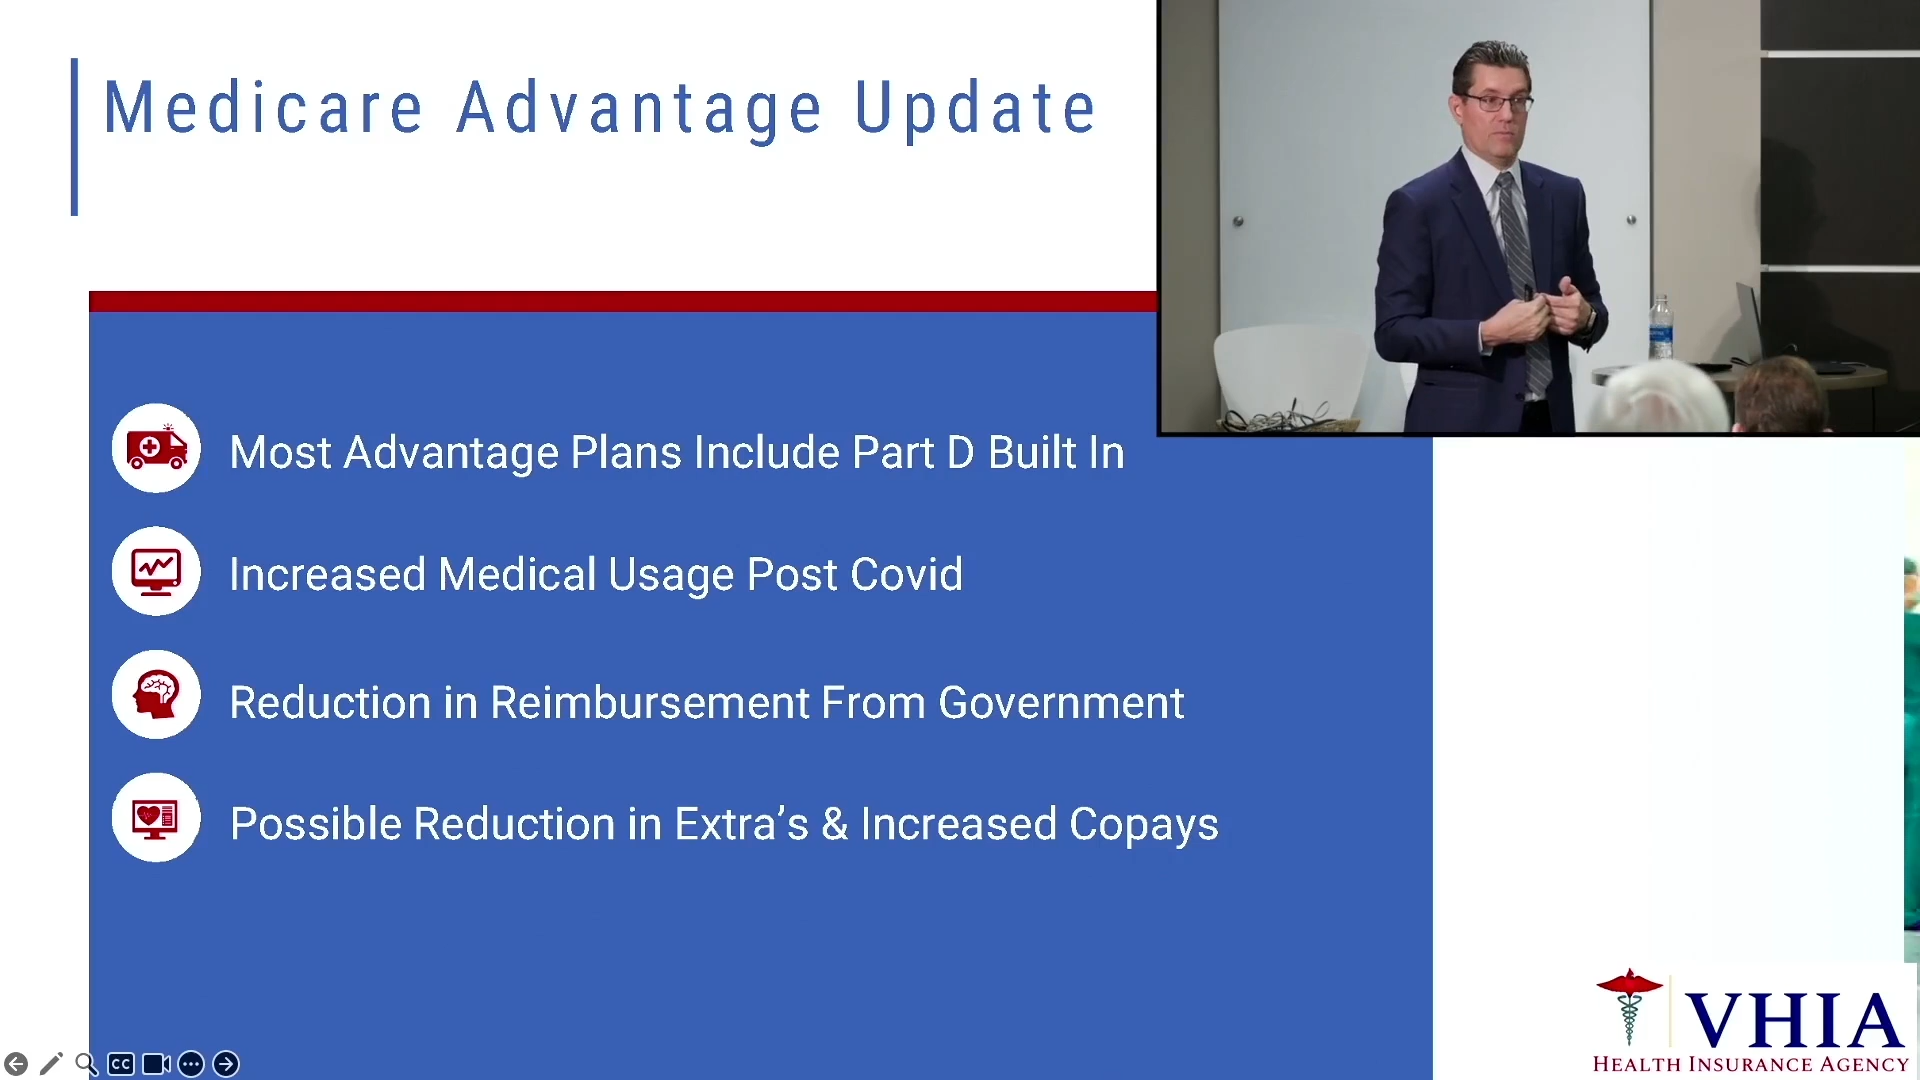 Medicare Advantage Update
Most Advantage Plans Include Part D Built In
Increased Medical Usage Post Covid
Reduction in Reimbursement From Government
Possible Reduction in Extra’s & Increased Copays
CC
VHIA
HEALTH INSURANCE AGENCY